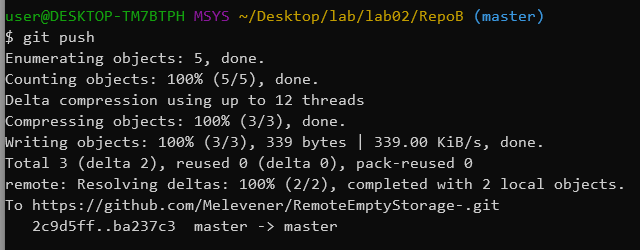 user@DESKTOP-TM7BTPH MSYS ~/Desktop/lab/lab02/RepoB (master)
$ git push
Enumerating objects: 5, done.
Counting objects: 100% (5/5), done.
Delta compression using up to 12 threads
Compressing objects: 100% (3/3), done.
Writing objects: 100% (3/3), 339 bytes | 339.00 KiB/s, done.
Total 3 (delta 2), reused 0 (delta 0), pack-reused 0
remote: Resolving deltas: 100% (2/2), completed with 2 local objects.
To https://github.com/Melevener/RemoteEmptyStorage-.git
   2c9d5ff..ba237c3  master -> master